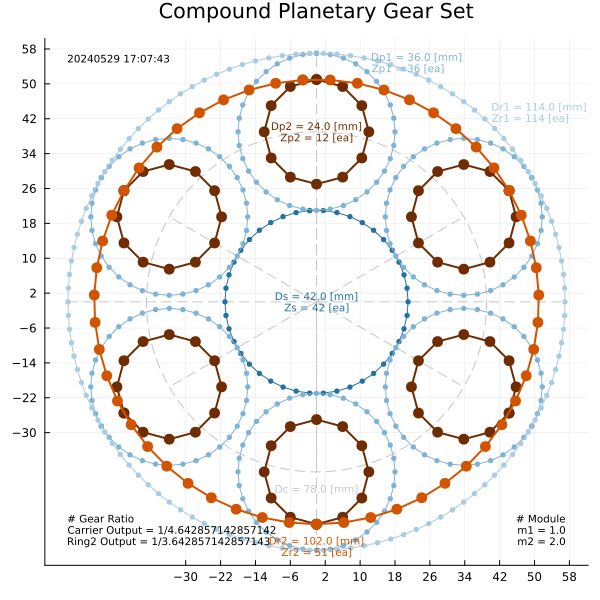 Compound Planetary Gear Set
20240529 17:07:43
Dp1 = 36.0 [mm]
Zp1 = 36 [ea]
Dr1 = 114.0 [mm]
Zr1 = 114 [ea]
Dp2 = 24.0 [mm]
Zp2 = 12 [ea]
Ds = 42.0 [mm]
Zs = 42 [ea]
Dc = 78.0 [mm]
# Gear Ratio
Carrier Output = 1/4.642857142857142
Ring2 Output = 1/3.642857142857143
Dr2 = 102.0 [mm]
Zr2 = 51 [ea]
# Module
m1 = 1.0
m2 = 2.0
58
50
42
34
26
18
10
2
−6
−14
−22
−30
−30 −22 −14 −6 2 10 18 26 34 42 50 58